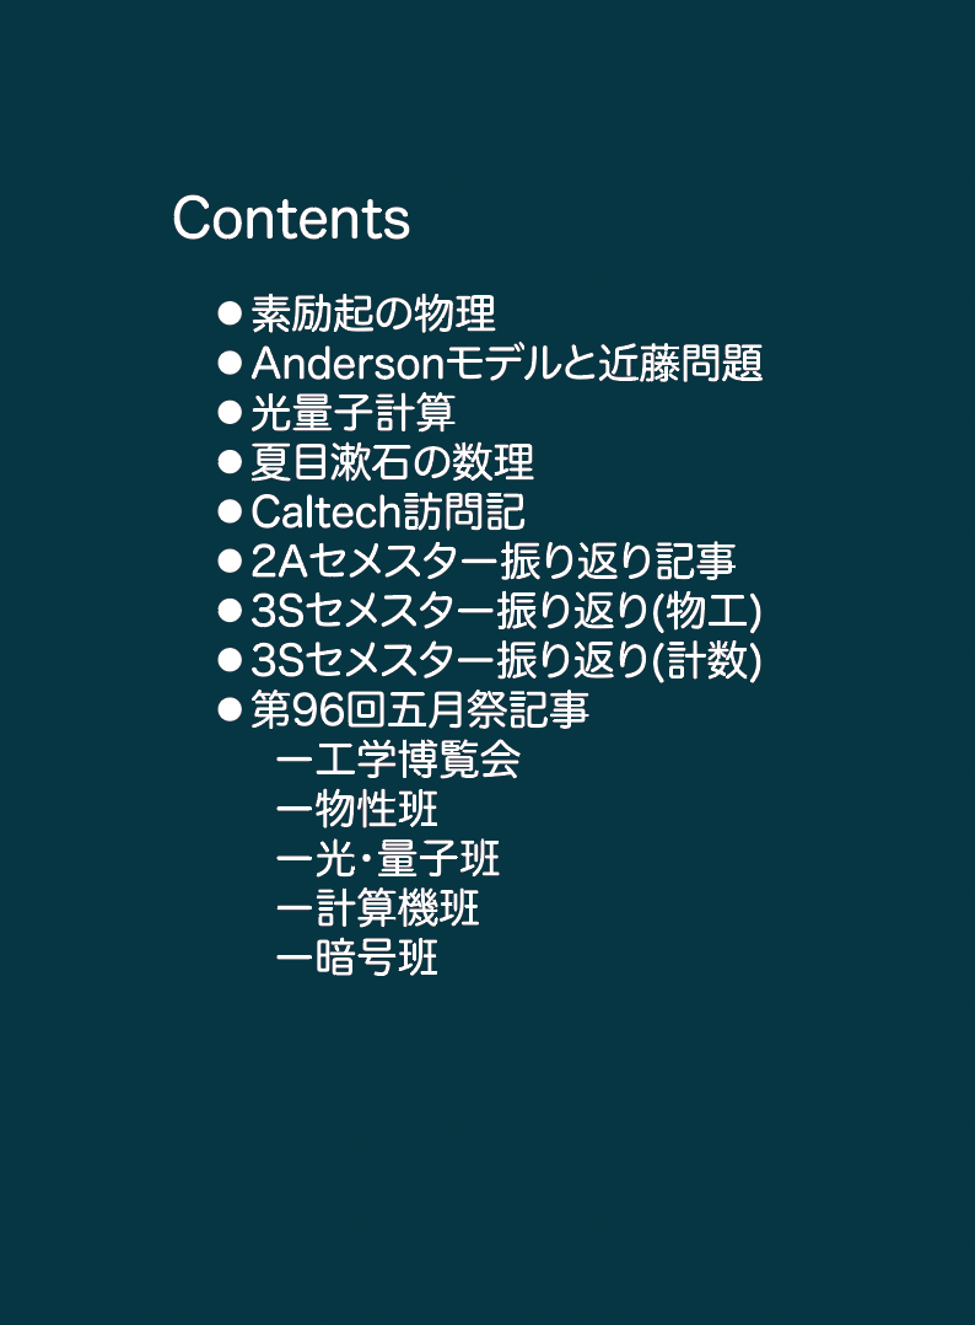 Contents
●素励起の物理
●Andersonモデルと近藤問題
●光量子計算
●夏目漱石の数理
●Caltech訪問記
●2Aセメスター振り返り記事
●3Sセメスター振り返り(物工)
●3Sセメスター振り返り(計数)
●第96回五月祭記事
ー工学博覧会
ー物性班
ー光・量子班
ー計算機班
ー暗号班